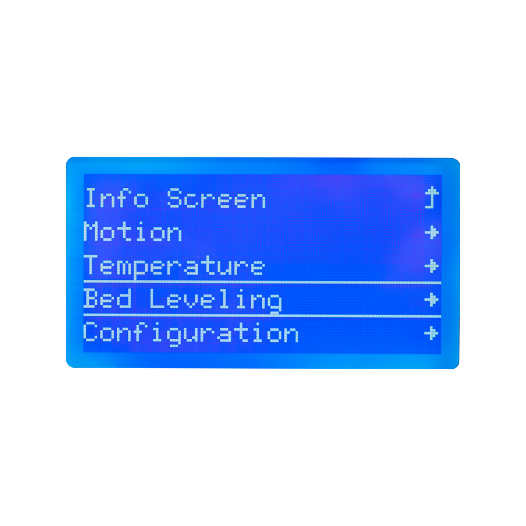 Info Screen
Motion →
Temperature →
Bed Leveling →
Configuration →